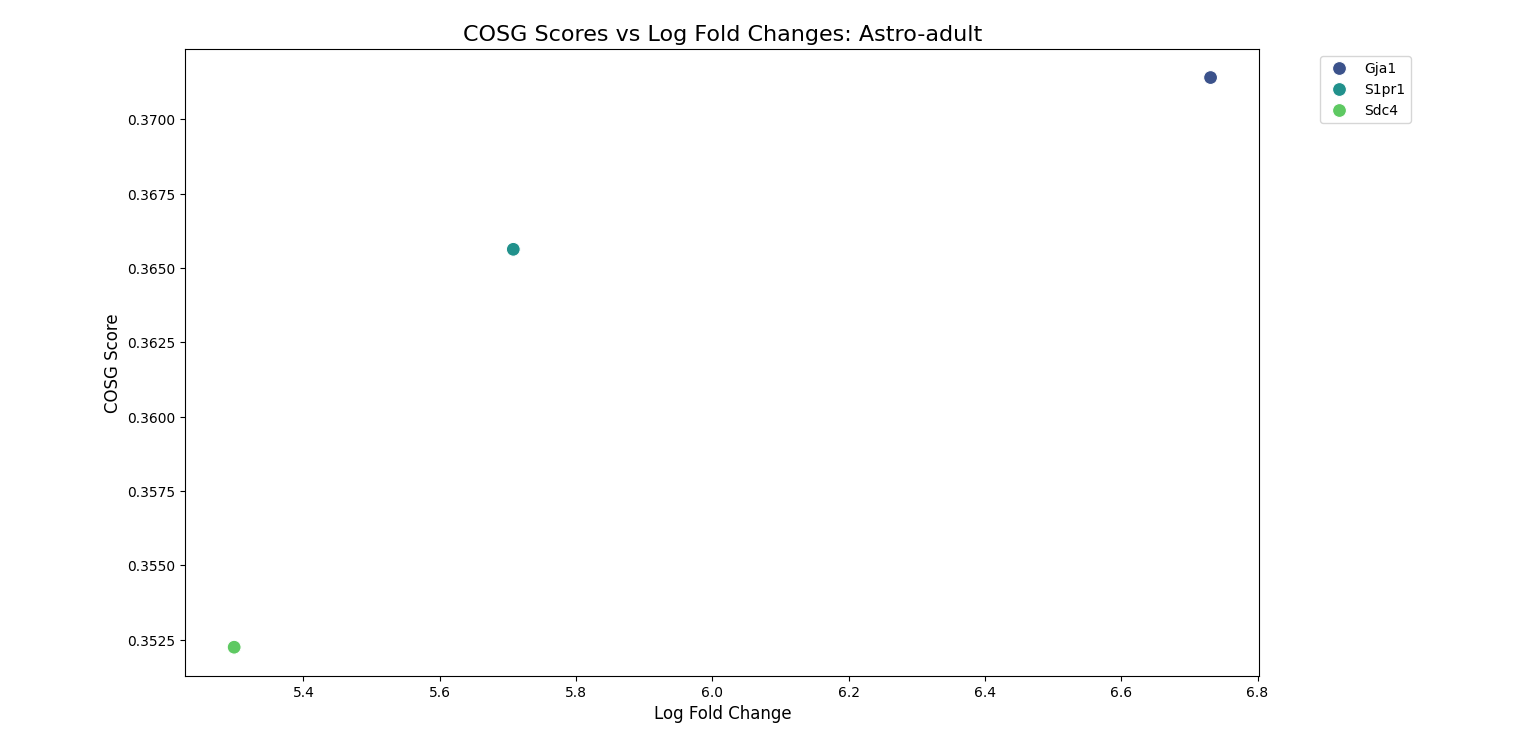 COSG Scores vs Log Fold Changes: Astro-adult
Gja1
S1pr1
Sdc4
0.3700
0.3675
0.3650
0.3625
0.3600
0.3575
0.3550
0.3525
COSG Score
5.4 5.6 5.8 6.0 6.2 6.4 6.6 6.8
Log Fold Change